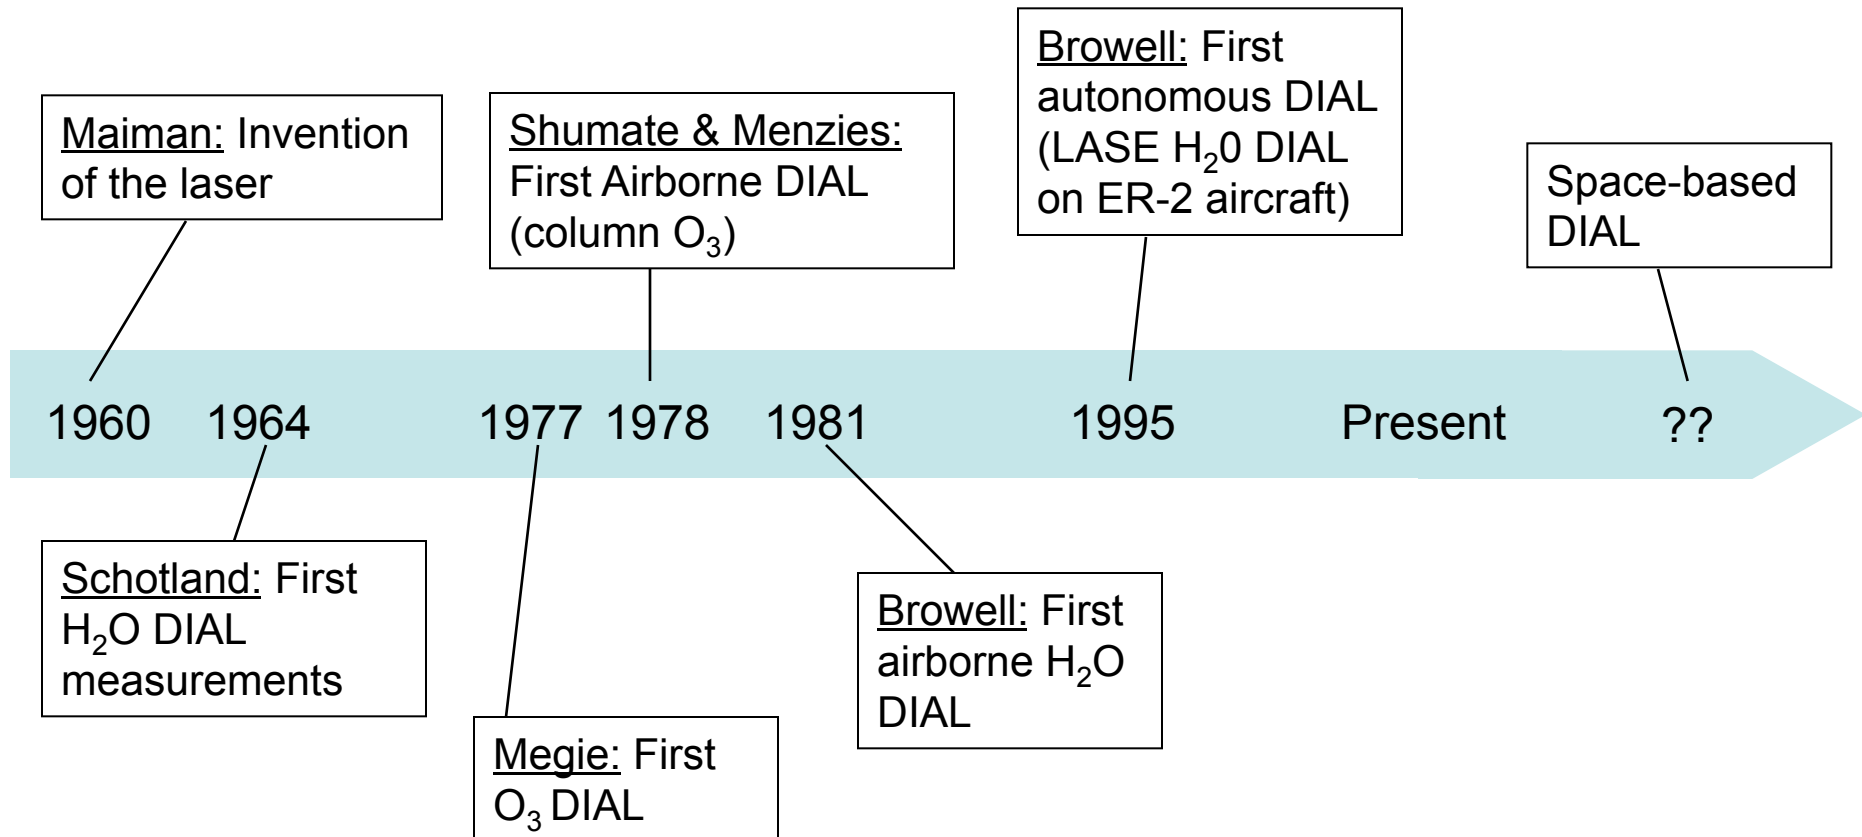 Maiman: Invention
of the laser
Shumate & Menzies:
First Airborne DIAL
(column O₃)
Browell: First
autonomous DIAL
(LASE H₂0 DIAL
on ER-2 aircraft)
Space-based
DIAL
1960 1964 1977 1978 1981 1995 Present ??
Schotland: First
H₂O DIAL
measurements
Megie: First
O₃ DIAL
Browell: First
airborne H₂O
DIAL